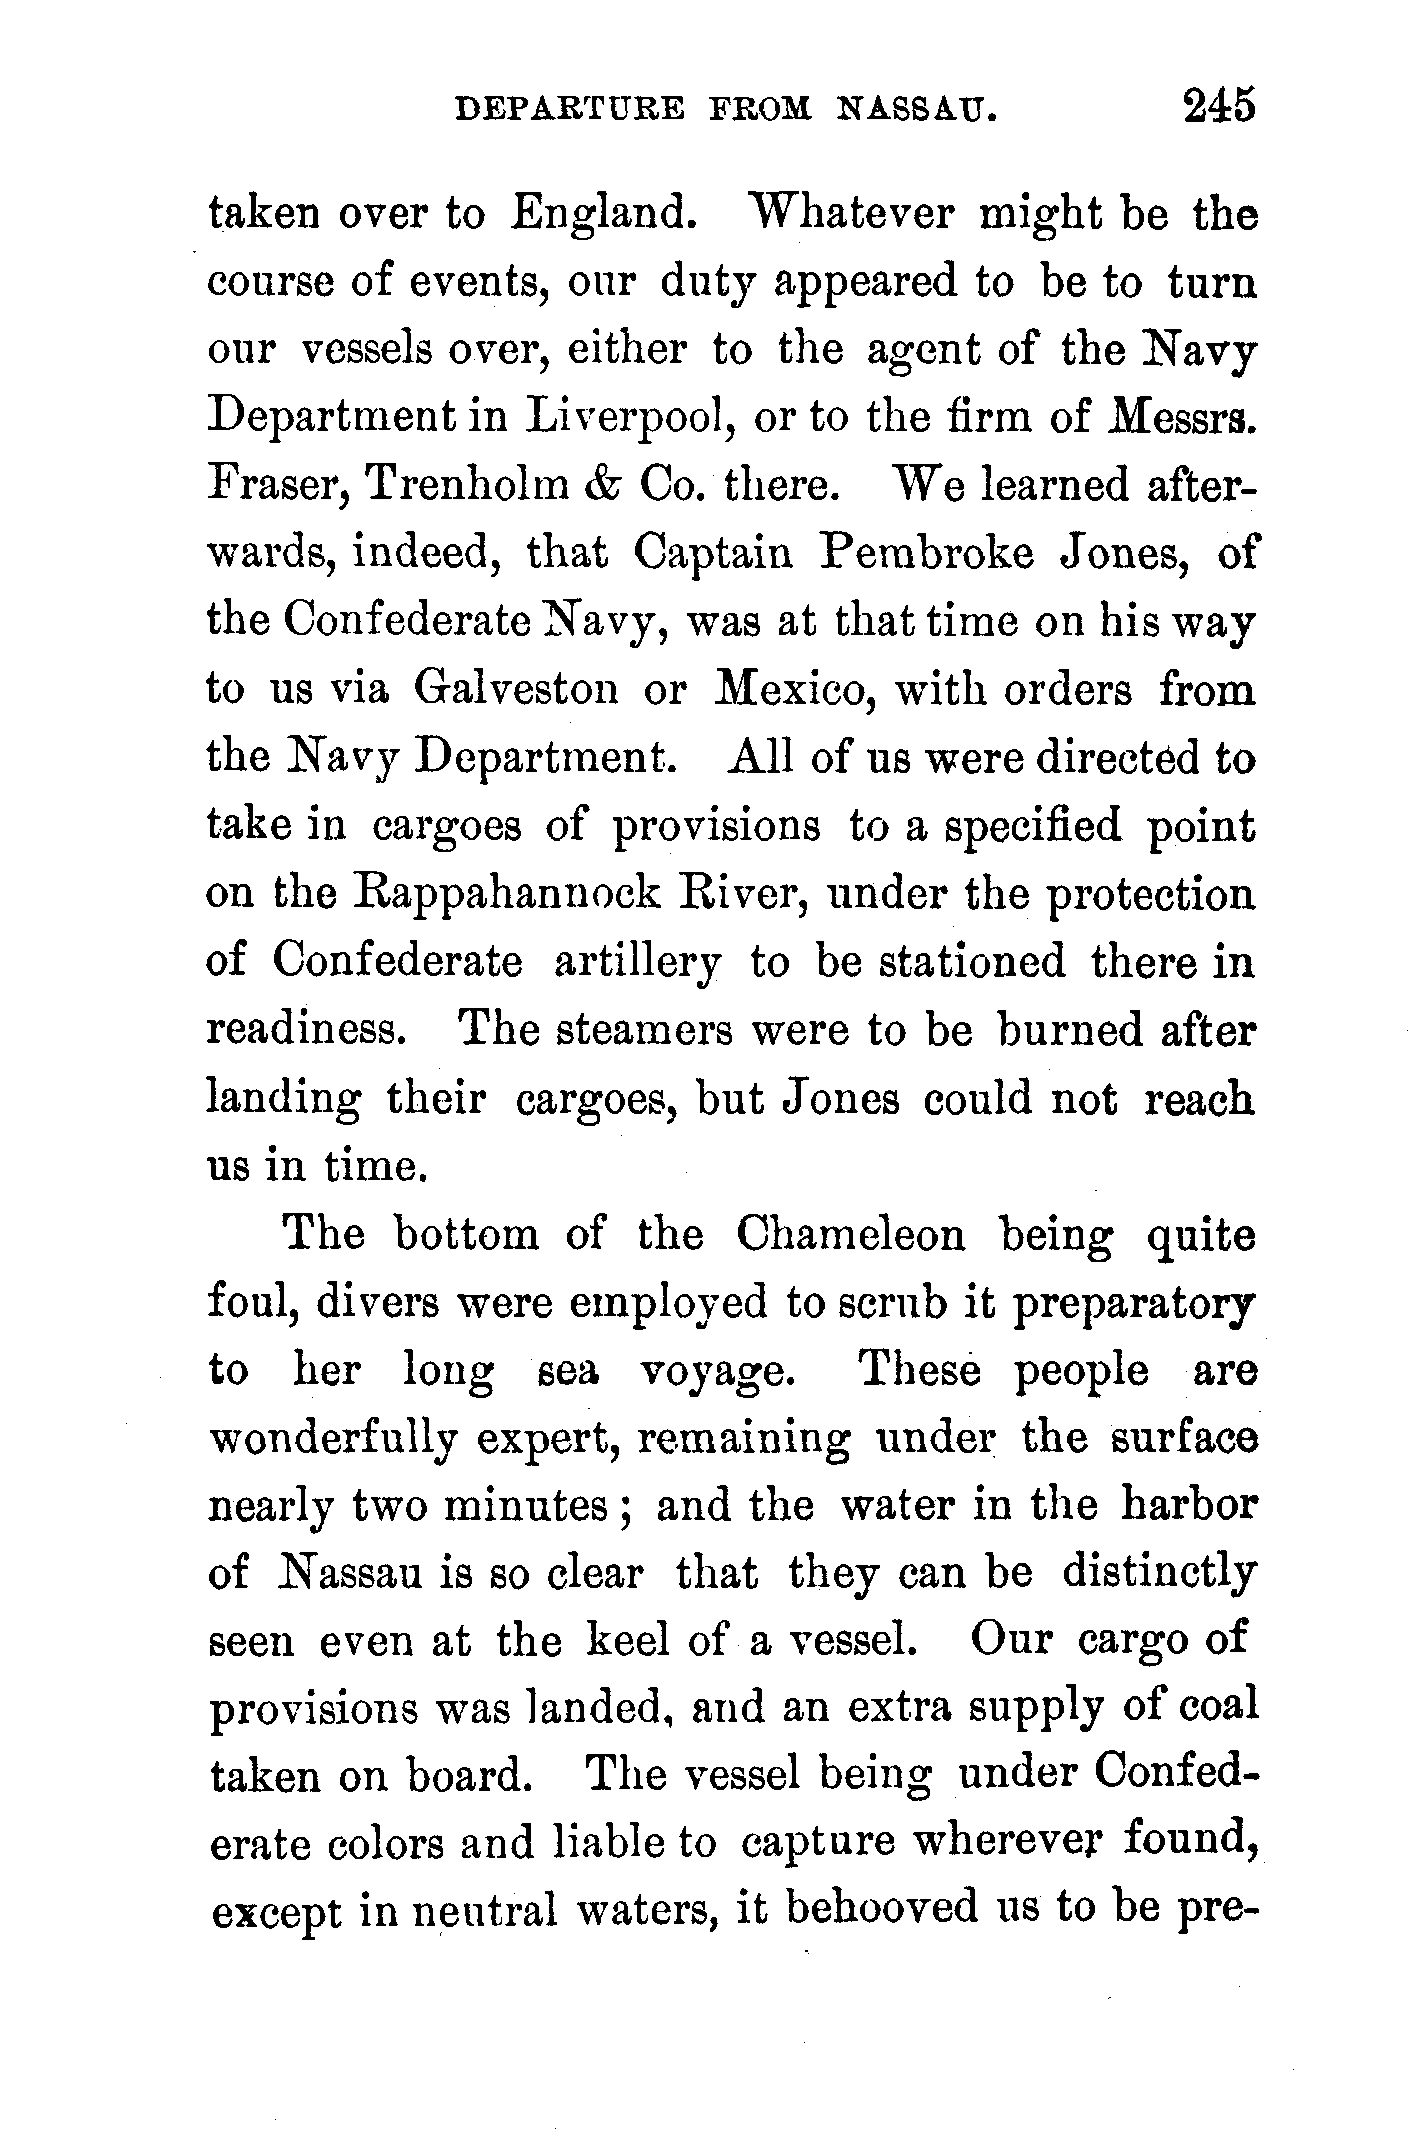 DEPARTURE FROM NASSAU. 245
taken over to England. Whatever might be the
course of events, our duty appeared to be to turn
our vessels over, either to the agent of the Navy
Department in Liverpool, or to the firm of Messrs.
Fraser, Trenholm & Co. there. We learned after-
wards, indeed, that Captain Pembroke Jones, of
the Confederate Navy, was at that time on his way
to us via Galveston or Mexico, with orders from
the Navy Department. All of us were directed to
take in cargoes of provisions to a specified point
on the Rappahannock River, under the protection
of Confederate artillery to be stationed there in
readiness. The steamers were to be burned after
landing their cargoes, but Jones could not reach
us in time.
The bottom of the Chameleon being quite
foul, divers were employed to scrub it preparatory
to her long sea voyage. These people are
wonderfully expert, remaining under the surface
nearly two minutes ; and the water in the harbor
of Nassau is so clear that they can be distinctly
seen even at the keel of a vessel. Our cargo of
provisions was landed, and an extra supply of coal
taken on board. The vessel being under Confed-
erate colors and liable to capture wherever found,
except in neutral waters, it behooved us to be pre-